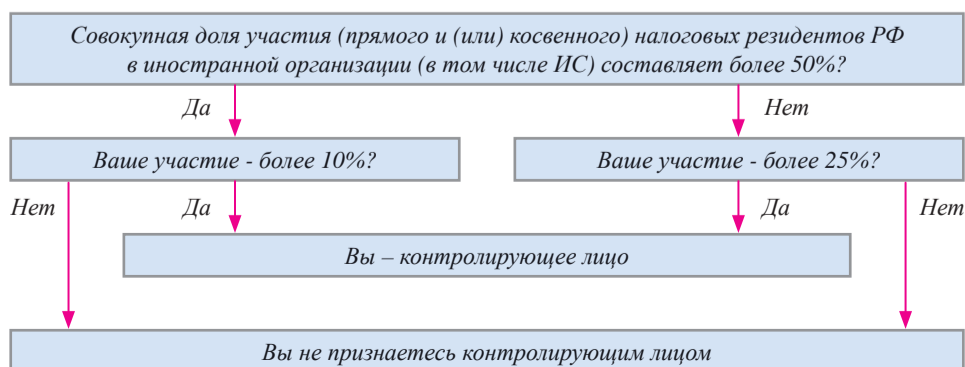 Совокупная доля участия (прямого и (или) косвенного) налоговых резидентов РФ
в иностранной организации (в том числе ИС) составляет более 50%?
Да
Нет
Ваше участие - более 10%?
Ваше участие - более 25%?
Нет
Да
Да
Нет
Вы – контролирующее лицо
Вы не признаетесь контролирующим лицом